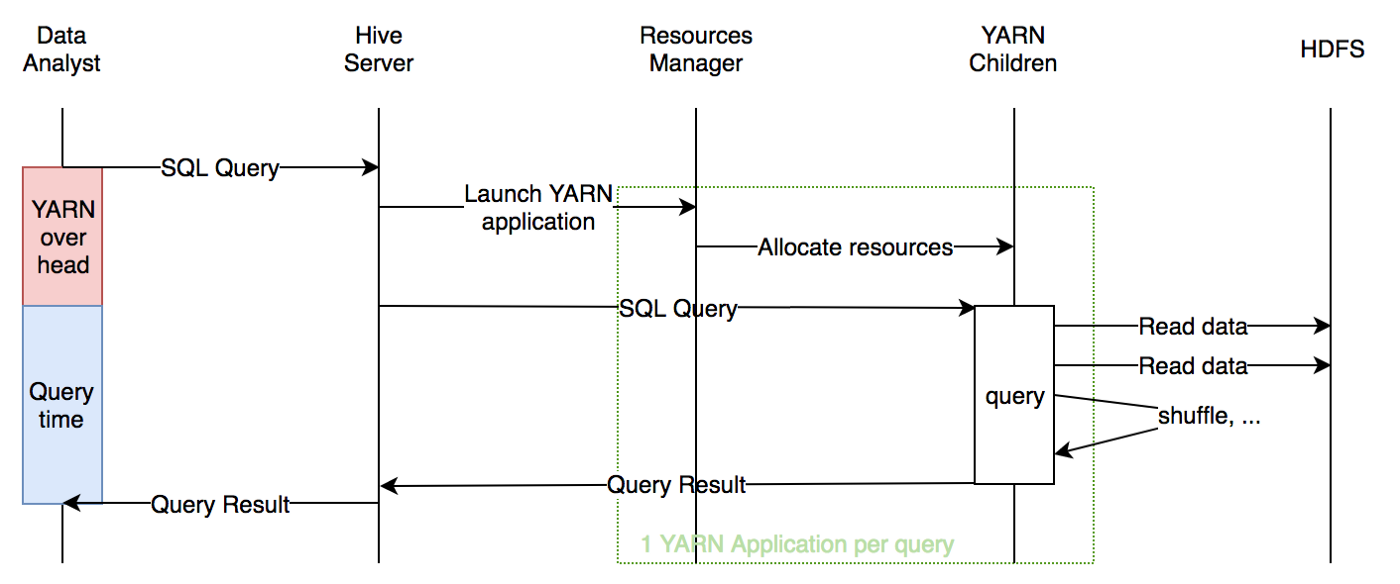 Data
Analyst
Hive
Server
Resources
Manager
YARN
Children
HDFS
SQL Query
Launch YARN
application
YARN
over
head
Allocate resources
SQL Query
Read data
Read data
Query
time
query
shuffle, ...
Query Result
Query Result
1 YARN Application per query